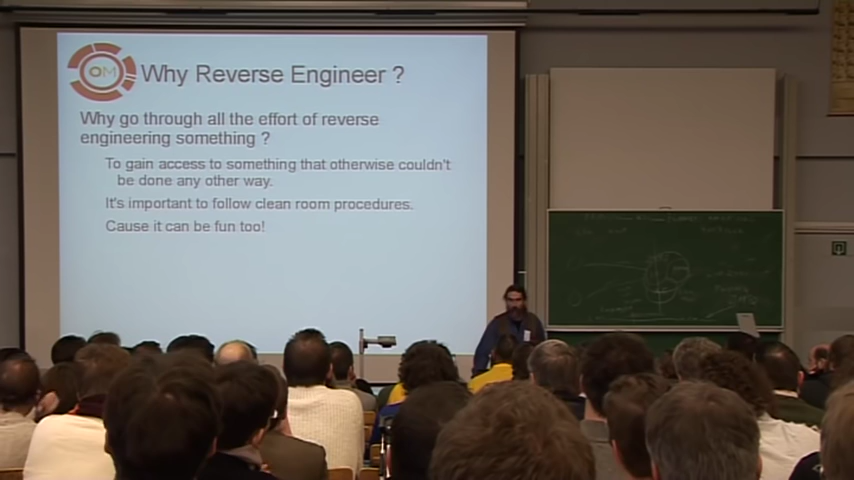 OM
Why Reverse Engineer ?
Why go through all the effort of reverse
engineering something ?
To gain access to something that otherwise couldn't
be done any other way.
It's important to follow clean room procedures.
Cause it can be fun too!